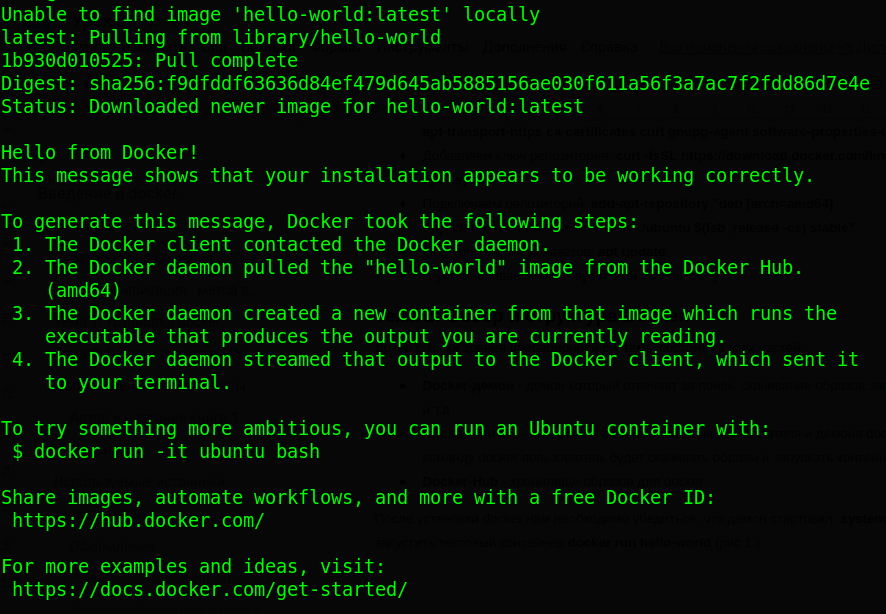 Unable to find image 'hello-world:latest' locally
latest: Pulling from library/hello-world
1b930d010525: Pull complete
Digest: sha256:f9dfddf63636d84ef479d645ab5885156ae030f611a56f3a7ac7f2fdd86d7e4e
Status: Downloaded newer image for hello-world:latest
Hello from Docker!
This message shows that your installation appears to be working correctly.
To generate this message, Docker took the following steps:
1. The Docker client contacted the Docker daemon.
2. The Docker daemon pulled the "hello-world" image from the Docker Hub.
(amd64)
3. The Docker daemon created a new container from that image which runs the
executable that produces the output you are currently reading.
4. The Docker daemon streamed that output to the Docker client, which sent it
to your terminal.
To try something more ambitious, you can run an Ubuntu container with:
$ docker run -it ubuntu bash
Share images, automate workflows, and more with a free Docker ID:
https://hub.docker.com/
For more examples and ideas, visit:
https://docs.docker.com/get-started/